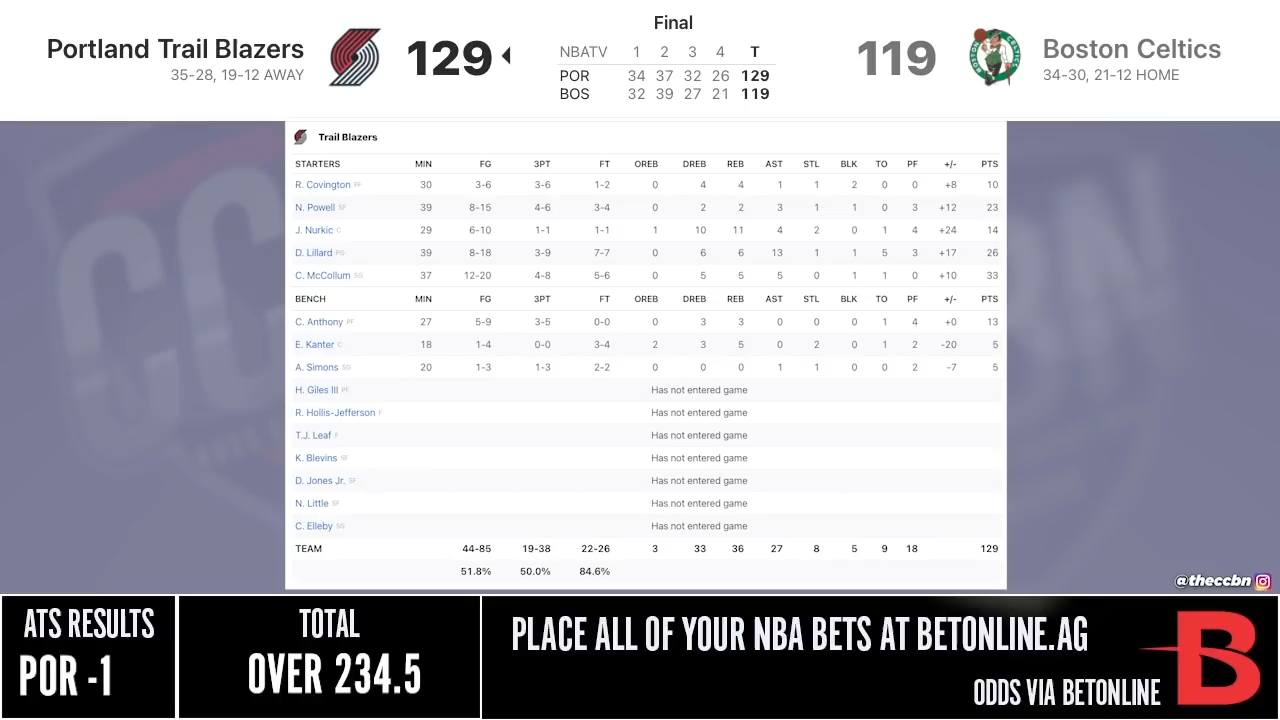 Final
Portland Trail Blazers
35-28, 19-12 AWAY
129
NBATV 1 2 3 4 T
POR 34 37 32 26 129
BOS 32 39 27 21 119
119
Boston Celtics
34-30, 21-12 HOME
Trail Blazers
STARTERS MIN FG 3PT FT OREB DREB REB AST STL BLK TO PF +/- PTS
R. Covington PF 30 3-6 3-6 1-2 0 4 4 1 1 2 0 0 +8 10
N. Powell SF 39 8-15 4-6 3-4 0 2 2 3 1 1 0 3 +12 23
J. Nurkic C 29 6-10 1-1 1-1 1 10 11 4 2 0 1 4 +24 14
D. Lillard PG 39 8-18 3-9 7-7 0 6 6 13 1 1 5 3 +17 26
C. McCollum SG 37 12-20 4-8 5-6 0 5 5 5 0 1 1 0 +10 33
BENCH MIN FG 3PT FT OREB DREB REB AST STL BLK TO PF +/- PTS
C. Anthony PF 27 5-9 3-5 0-0 0 3 3 0 0 0 1 4 +0 13
E. Kanter C 18 1-4 0-0 3-4 2 3 5 0 2 0 1 2 -20 5
A. Simons SG 20 1-3 1-3 2-2 0 0 0 1 1 0 0 2 -7 5
H. Giles III PF Has not entered game
R. Hollis-Jefferson F Has not entered game
T.J. Leaf F Has not entered game
K. Blevins SF Has not entered game
D. Jones Jr. SF Has not entered game
N. Little SF Has not entered game
C. Elleby SG Has not entered game
TEAM 44-85 19-38 22-26 3 33 36 27 8 5 9 18 129
51.8% 50.0% 84.6%
@theccbn
ATS RESULTS
POR -1
TOTAL
OVER 234.5
PLACE ALL OF YOUR NBA BETS AT BETONLINE.AG
ODDS VIA BETONLINE
B